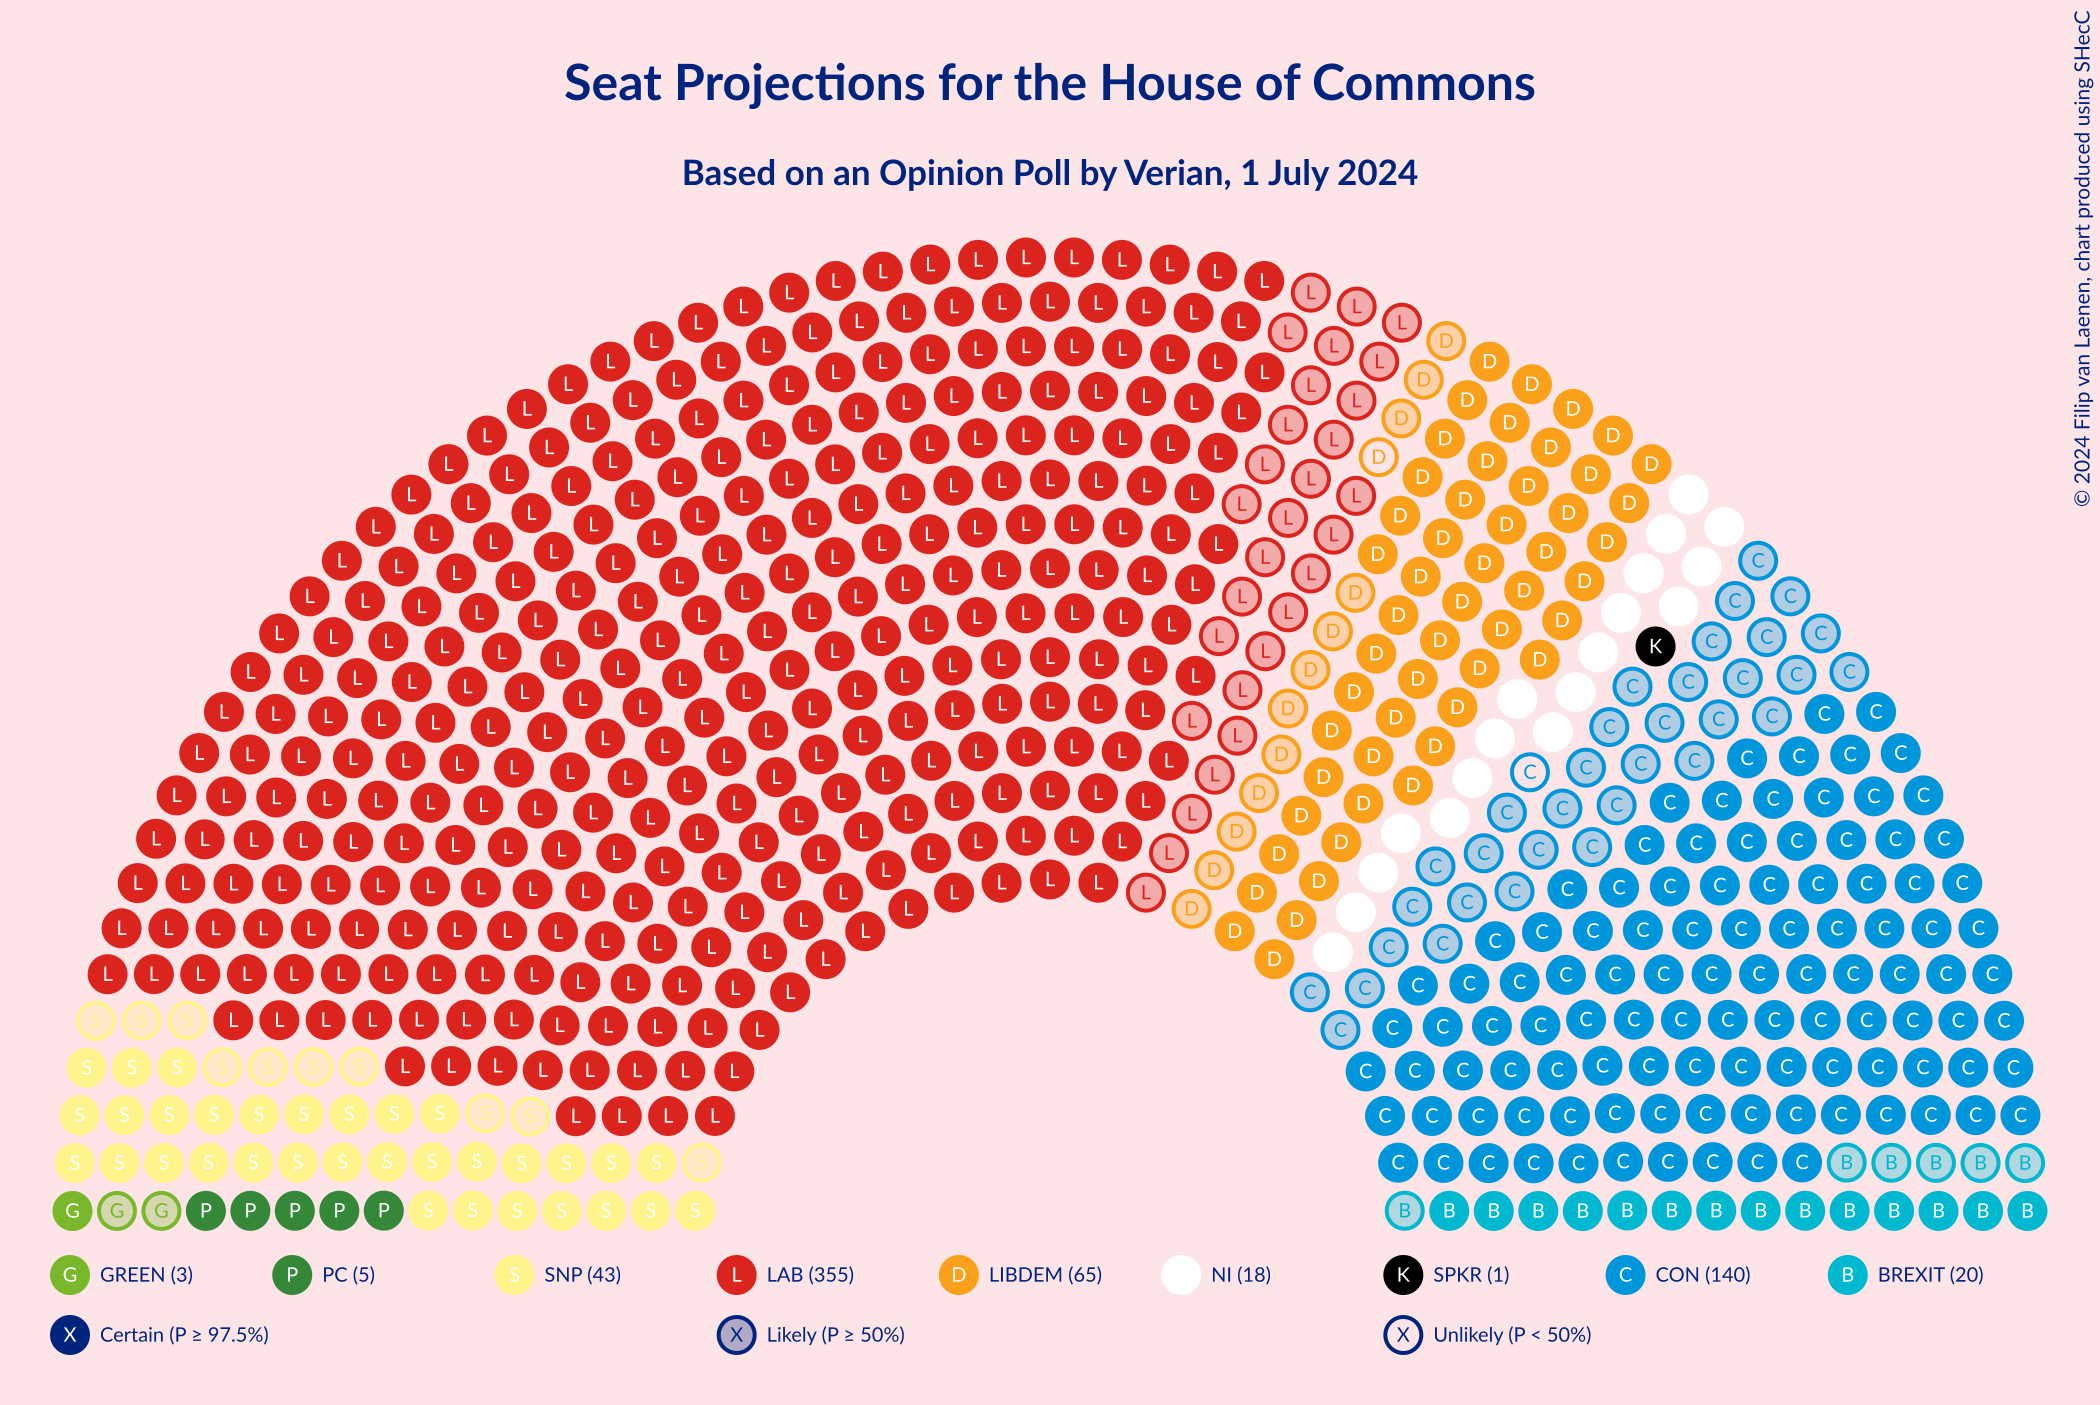 Seat Projections for the House of Commons
Based on an Opinion Poll by Verian, 1 July 2024
© 2024 Filip van Laenen, chart produced using SHecC
G GREEN (3)
P PC (5)
S SNP (43)
L LAB (355)
D LIBDEM (65)
NI (18)
K SPKR (1)
C CON (140)
B BREXIT (20)
X Certain (P ≥ 97.5%)
X Likely (P ≥ 50%)
X Unlikely (P < 50%)